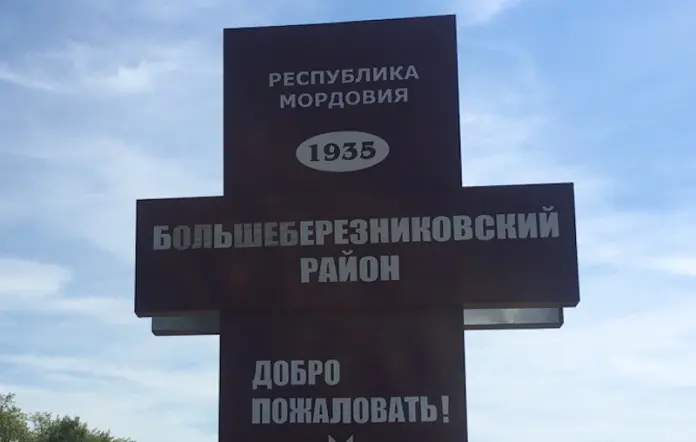 РЕСПУБЛИКА
МОРДОВИЯ
1935
БОЛЬШЕБЕРЕЗНИКОВСКИЙ
РАЙОН
ДОБРО
ПОЖАЛОВАТЬ!